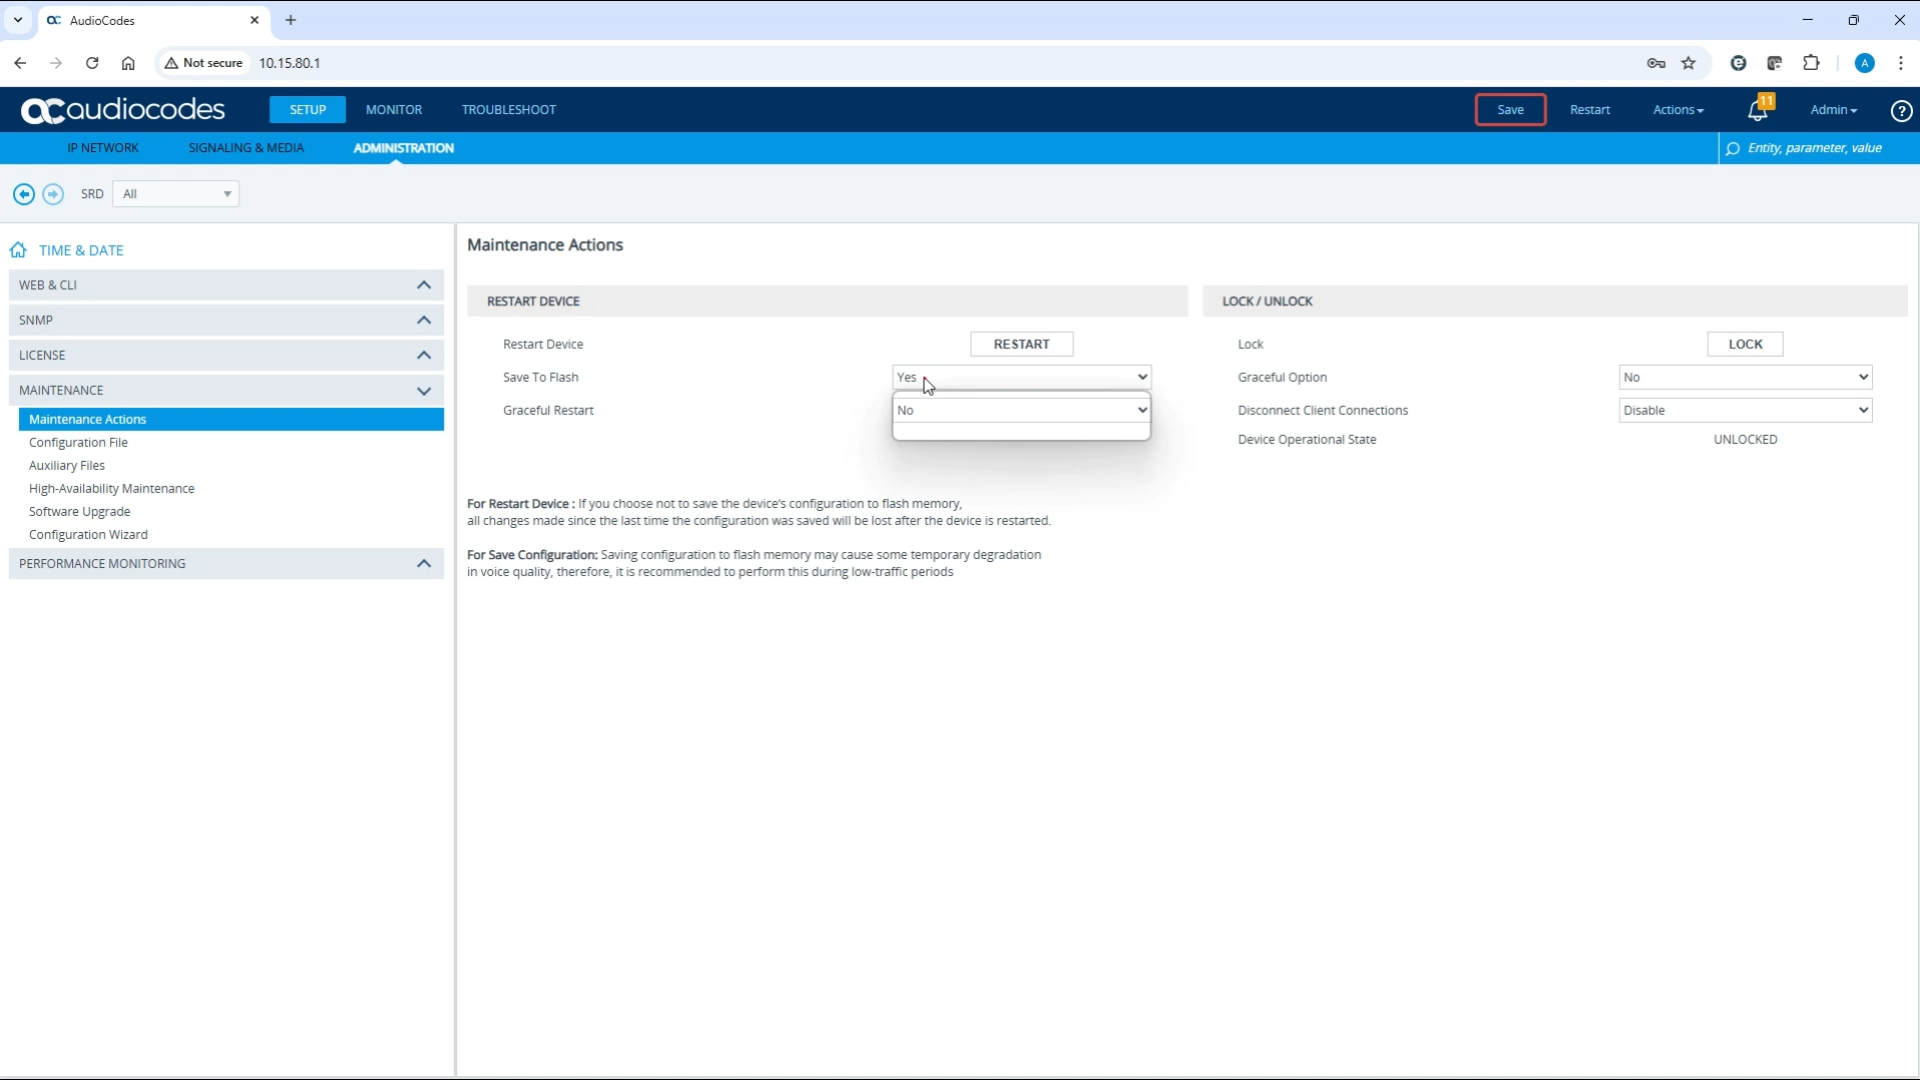 AudioCodes
Not secure 10.15.80.1
A
audiocodes SETUP MONITOR TROUBLESHOOT Save Restart Actions 11 Admin ?
IP NETWORK SIGNALING & MEDIA ADMINISTRATION Entity, parameter, value
SRD All
TIME & DATE
WEB & CLI
SNMP
LICENSE
MAINTENANCE
Maintenance Actions
Configuration File
Auxiliary Files
High-Availability Maintenance
Software Upgrade
Configuration Wizard
PERFORMANCE MONITORING
Maintenance Actions
RESTART DEVICE
Restart Device RESTART
Save To Flash Yes
Graceful Restart No
LOCK / UNLOCK
Lock LOCK
Graceful Option No
Disconnect Client Connections Disable
Device Operational State UNLOCKED
For Restart Device : If you choose not to save the device's configuration to flash memory,
all changes made since the last time the configuration was saved will be lost after the device is restarted.
For Save Configuration: Saving configuration to flash memory may cause some temporary degradation
in voice quality, therefore, it is recommended to perform this during low-traffic periods